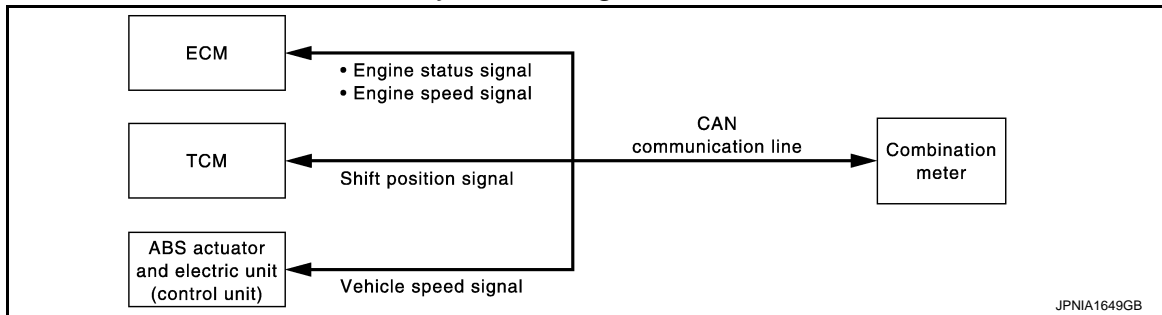 ECM
• Engine status signal
• Engine speed signal
CAN
communication line
Combination
meter
TCM
Shift position signal
ABS actuator
and electric unit
(control unit)
Vehicle speed signal
JPNIA1649GB